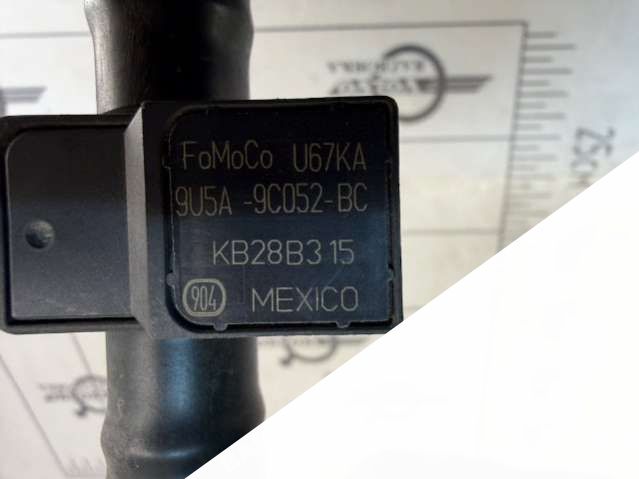 FoMoCo U67KA
9U5A -9C052-BC
KB28B3 15
904 MEXICO